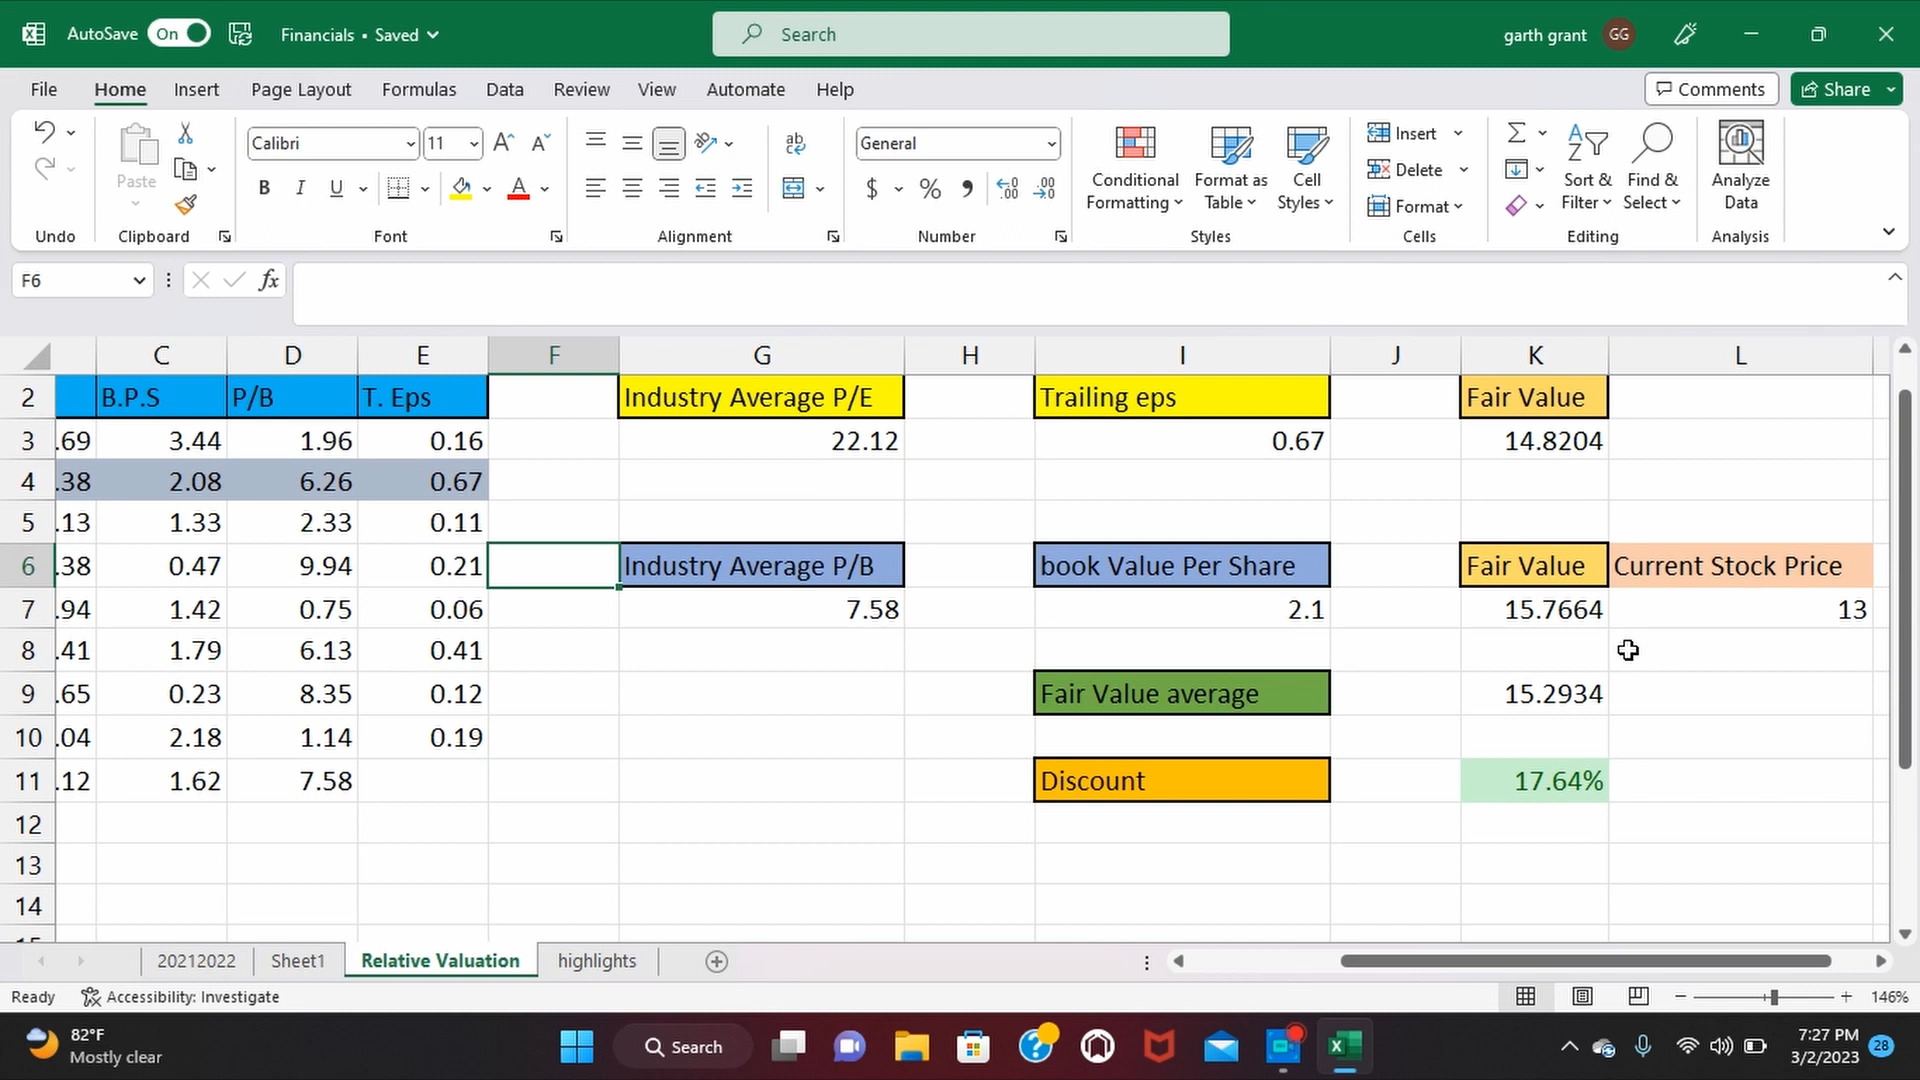 AutoSave On Financials • Saved Search garth grant GG
File Home Insert Page Layout Formulas Data Review View Automate Help Comments Share
Paste Calibri 11 A A ab General Conditional Formatting Format as Table Cell Styles Insert Delete Format Sort & Filter Find & Select Analyze Data
B I U A $ % 9 .00
Undo Clipboard Font Alignment Number Styles Cells Editing Analysis
F6 fx
C D E F G H I J K L
2 B.P.S P/B T. Eps Industry Average P/E Trailing eps Fair Value
3 .69 3.44 1.96 0.16 22.12 0.67 14.8204
4 .38 2.08 6.26 0.67
5 .13 1.33 2.33 0.11
6 .38 0.47 9.94 0.21 Industry Average P/B book Value Per Share Fair Value Current Stock Price
7 .94 1.42 0.75 0.06 7.58 2.1 15.7664 13
8 .41 1.79 6.13 0.41
9 .65 0.23 8.35 0.12 Fair Value average 15.2934
10 .04 2.18 1.14 0.19
11 .12 1.62 7.58 Discount 17.64%
12
13
14
15
20212022 Sheet1 Relative Valuation highlights
Ready Accessibility: Investigate 146%
82°F Mostly clear Search 7:27 PM 3/2/2023 28